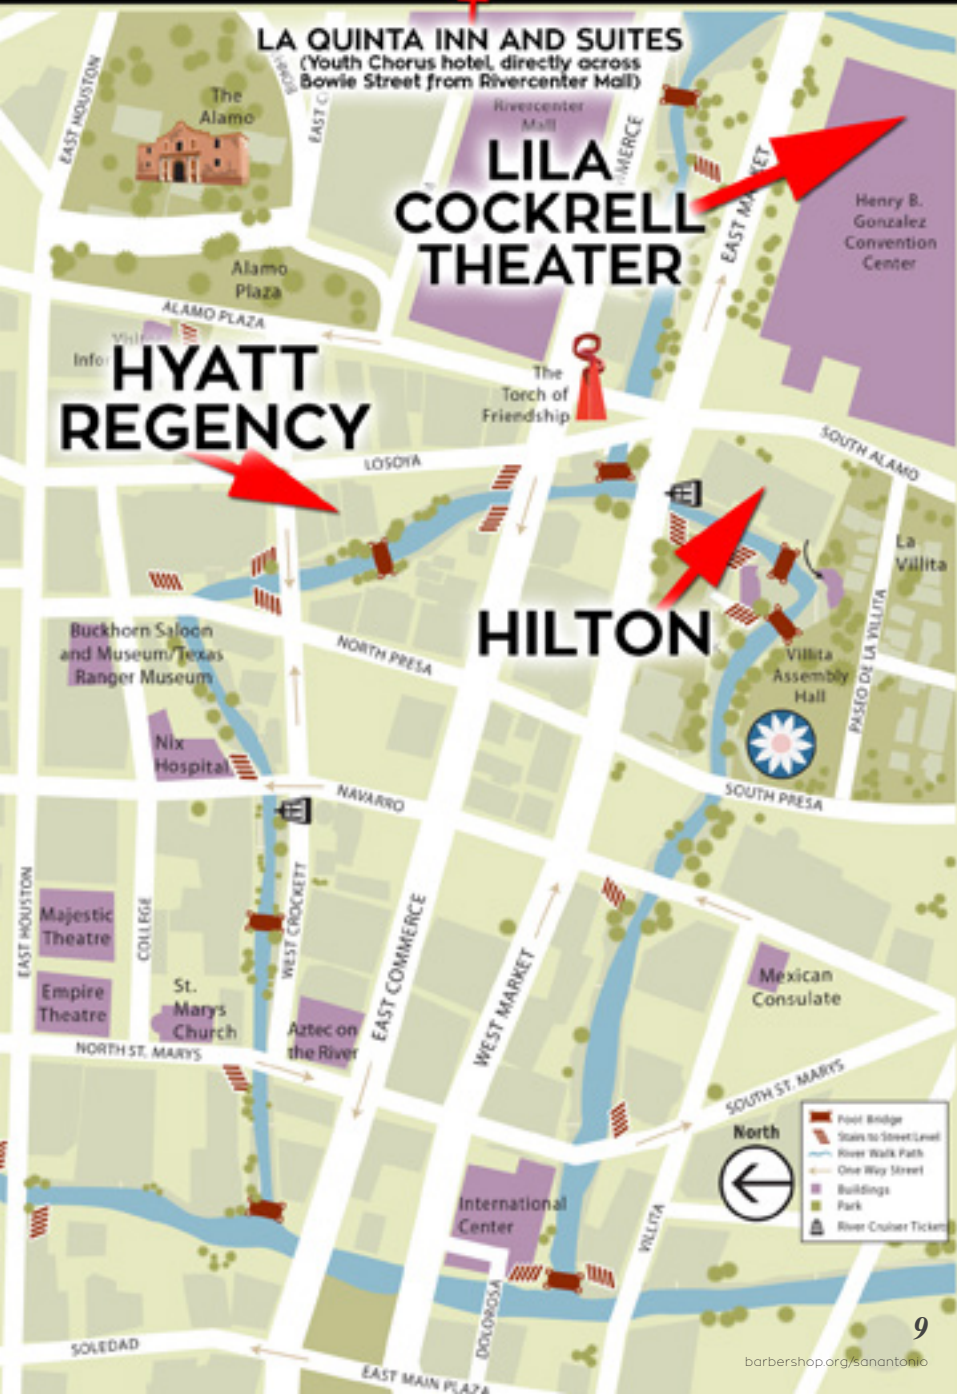 LA QUINTA INN AND SUITES
(Youth Chorus hotel, directly across
Bowie Street from Rivercenter Mall)
EAST HOUSTON
The
Alamo
EAST
Rivercenter
Mall
LILA
COCKRELL
THEATER
EAST MARKET
Henry B.
Gonzalez
Convention
Center
Alamo
Plaza
ALAMO PLAZA
HYATT
REGENCY
The
Torch of
Friendship
LOSOYA
SOUTH ALAMO
La
Villita
HILTON
Buckhorn Saloon
and Museum/Texas
Ranger Museum
NORTH PRESA
Villita
Assembly
Hall
PASEO DE LA VILLITA
Nix
Hospital
NAVARRO
SOUTH PRESA
EAST HOUSTON
Majestic
Theatre
COLLEGE
WEST CROCKETT
EAST COMMERCE
WEST MARKET
Mexican
Consulate
Empire
Theatre
St.
Marys
Church
Aztec on
the River
NORTH ST. MARYS
SOUTH ST. MARYS
North
Foot Bridge
Stairs to Street Level
River Walk Path
One Way Street
Buildings
Park
River Cruiser Tickets
International
Center
VILLITA
DOLOROSA
SOLEDAD
EAST MAIN PLAZA
9
barbershop.org/sanantonio